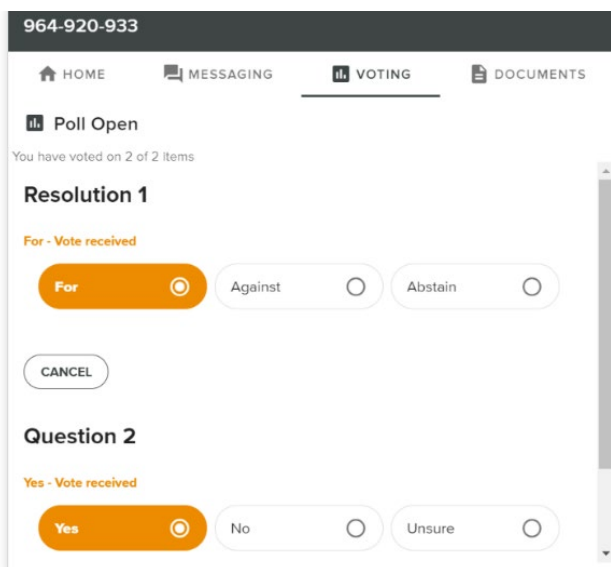 964-920-933
HOME MESSAGING VOTING DOCUMENTS
Poll Open
You have voted on 2 of 2 items
Resolution 1
For - Vote received
For Against Abstain
CANCEL
Question 2
Yes - Vote received
Yes No Unsure